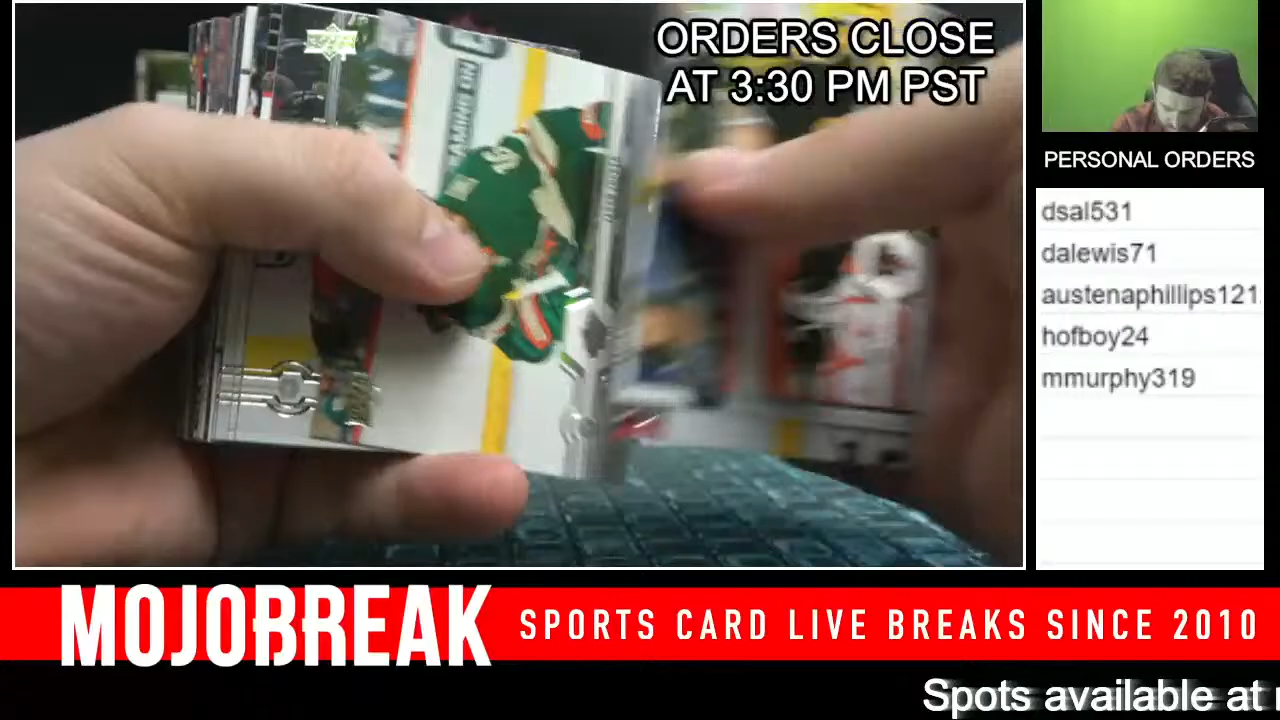 ORDERS CLOSE
AT 3:30 PM PST
PERSONAL ORDERS
dsal531
dalewis71
austenaphillips121
hofboy24
mmurphy319
MOJOBREAK
SPORTS CARD LIVE BREAKS SINCE 2010
Spots available at